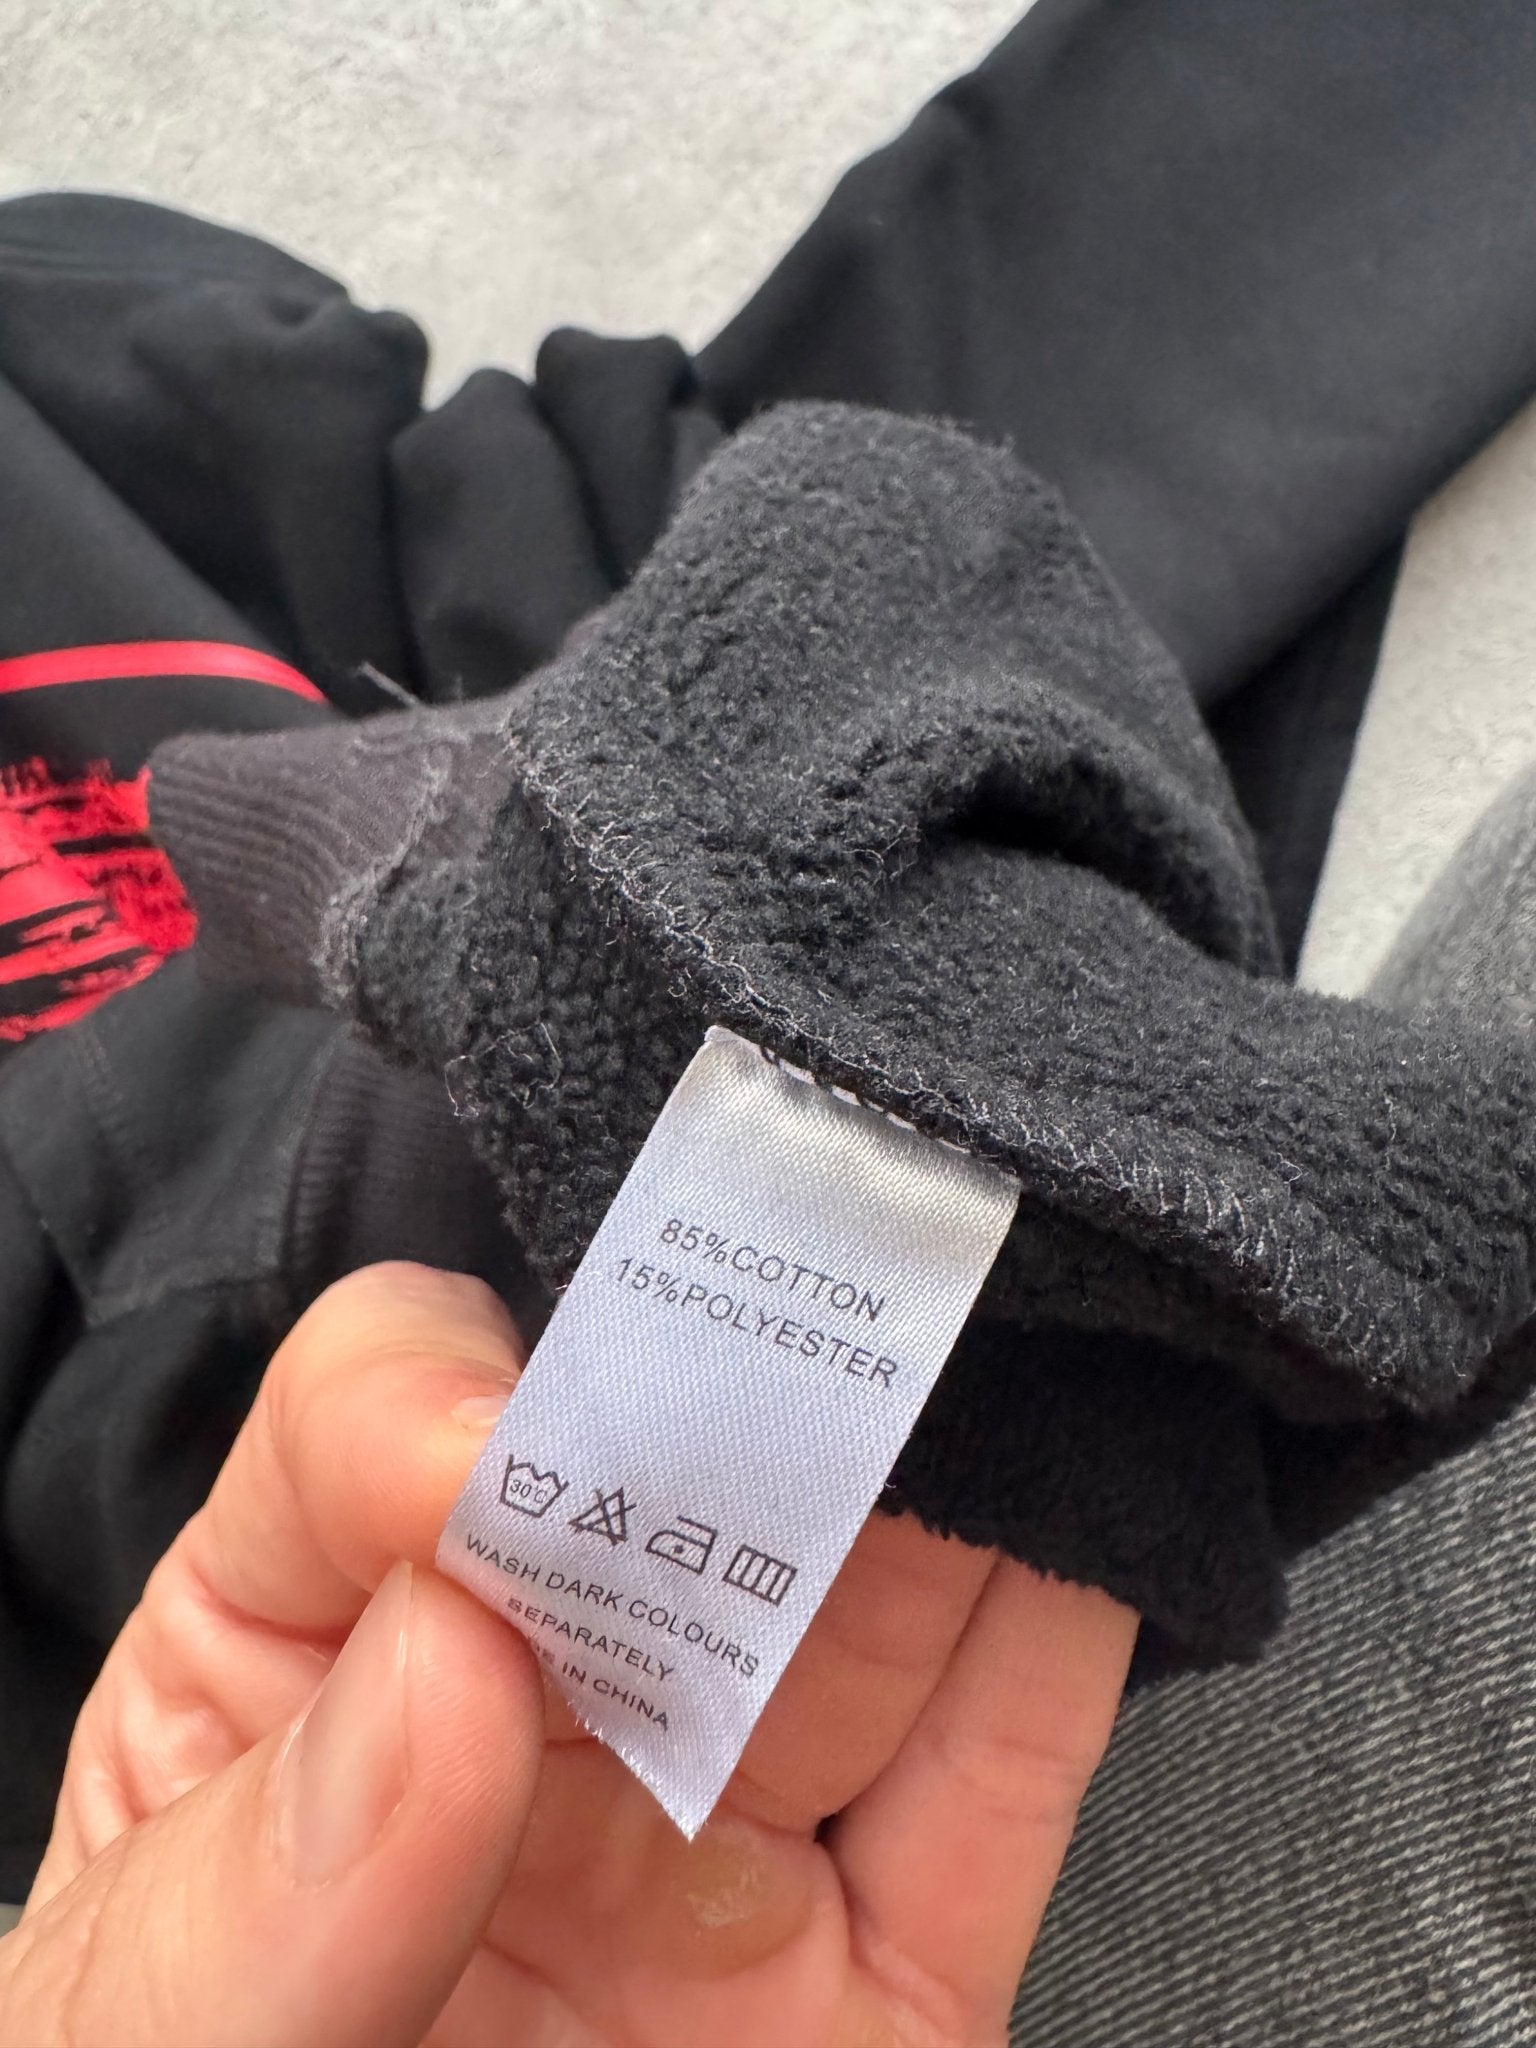 85%COTTON
15%POLYESTER
30°C
WASH DARK COLOURS
SEPARATELY
IN CHINA